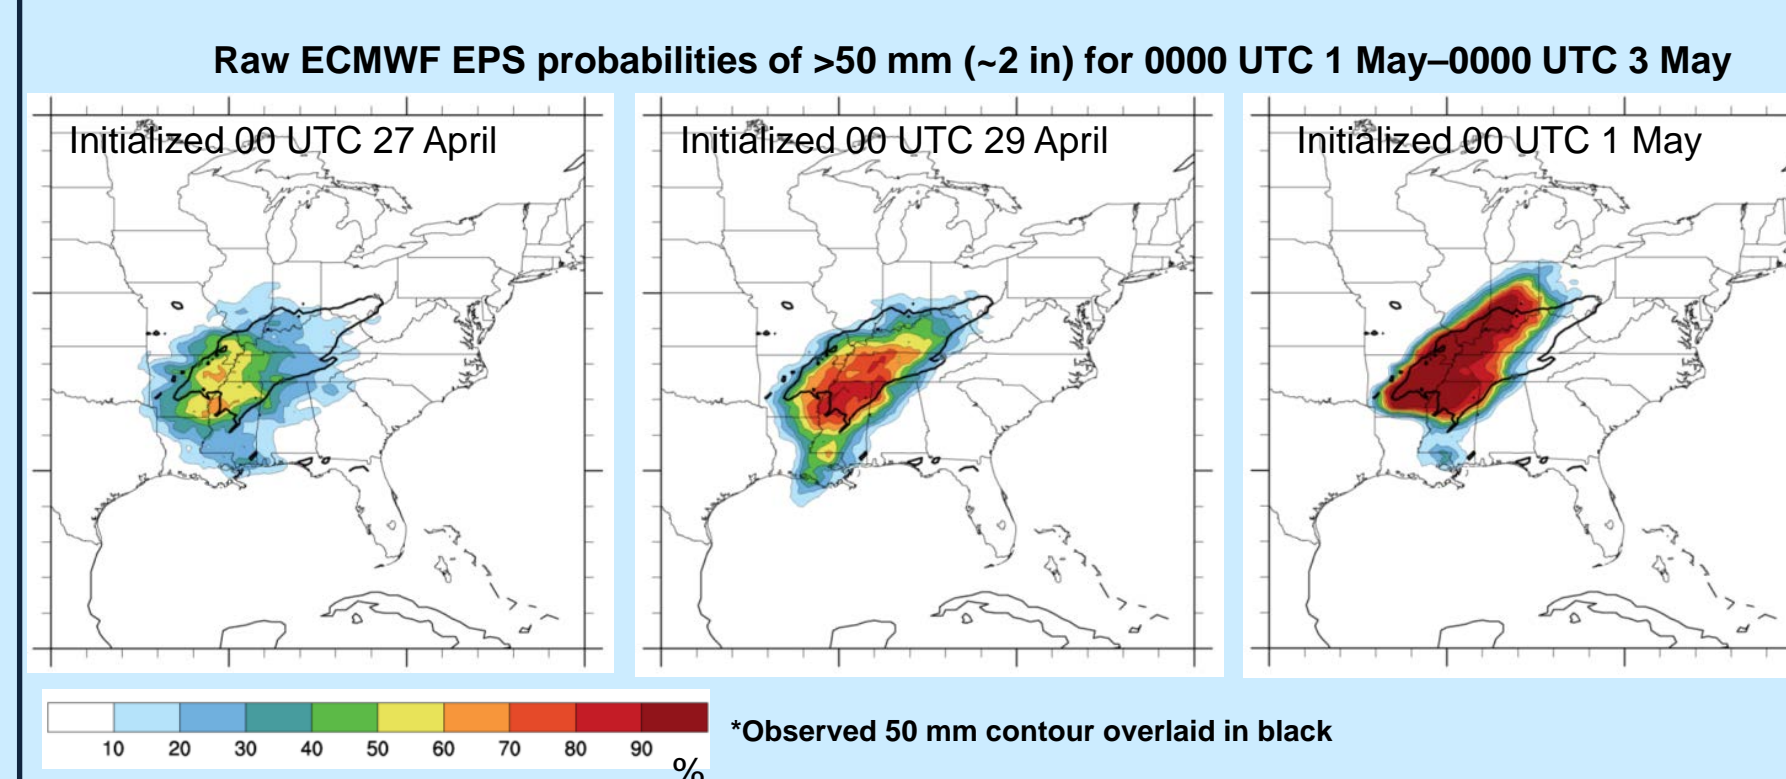 Raw ECMWF EPS probabilities of >50 mm (~2 in) for 0000 UTC 1 May–0000 UTC 3 May
Initialized 00 UTC 27 April
Initialized 00 UTC 29 April
Initialized 00 UTC 1 May
10 20 30 40 50 60 70 80 90
%
*Observed 50 mm contour overlaid in black